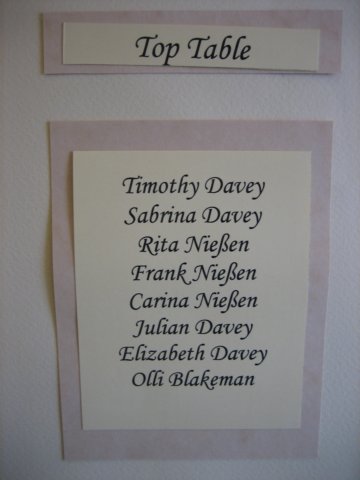 Top Table
Timothy Davey
Sabrina Davey
Rita Nießen
Frank Nießen
Carina Nießen
Julian Davey
Elizabeth Davey
Olli Blakeman